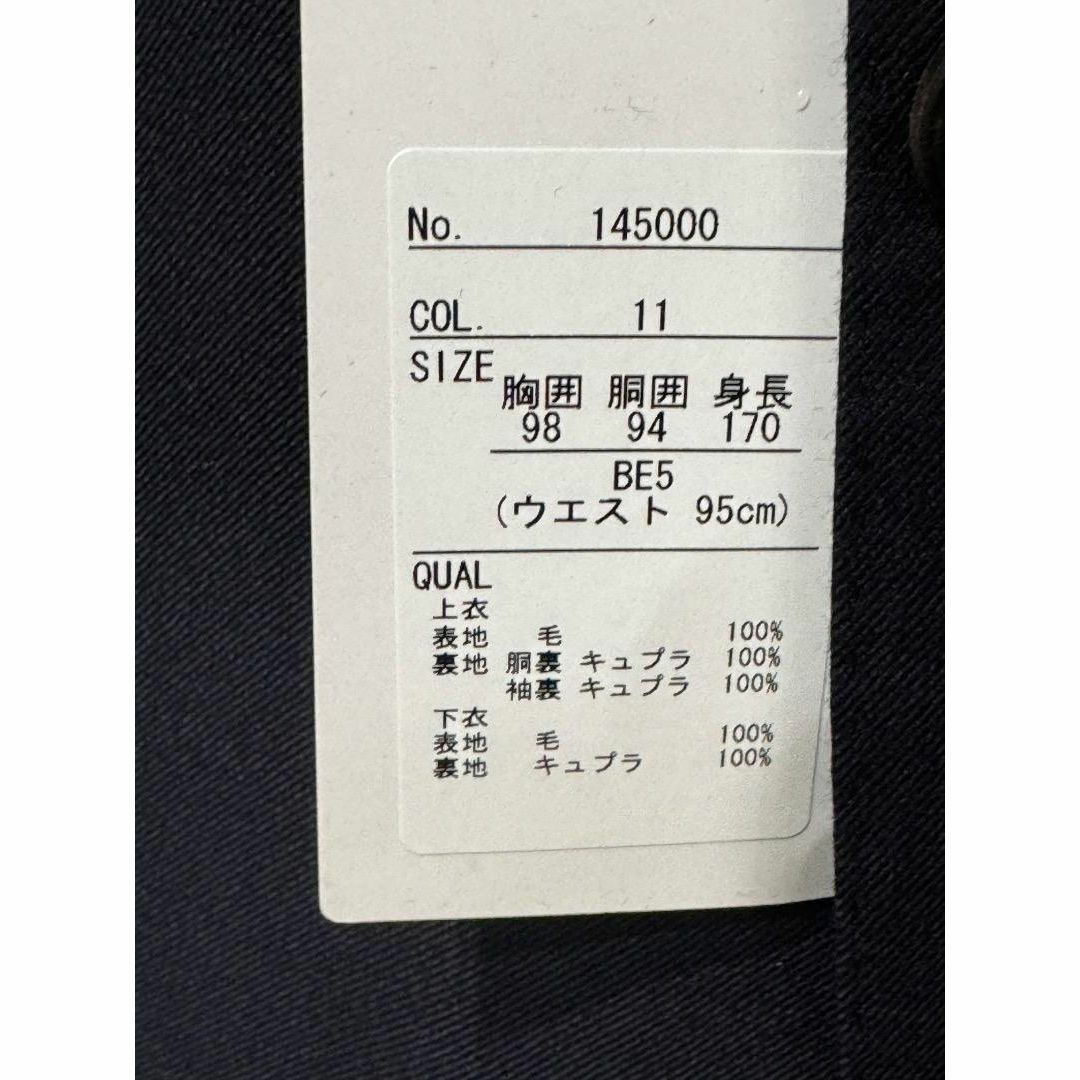 No. 145000
COL. 11
SIZE
胸囲 胴囲 身長
98 94 170
BE5
(ウエスト 95cm)
QUAL
上衣
表地 毛 100%
裏地 胴裏 キュプラ 100%
袖裏 キュプラ 100%
下衣
表地 毛 100%
裏地 キュプラ 100%